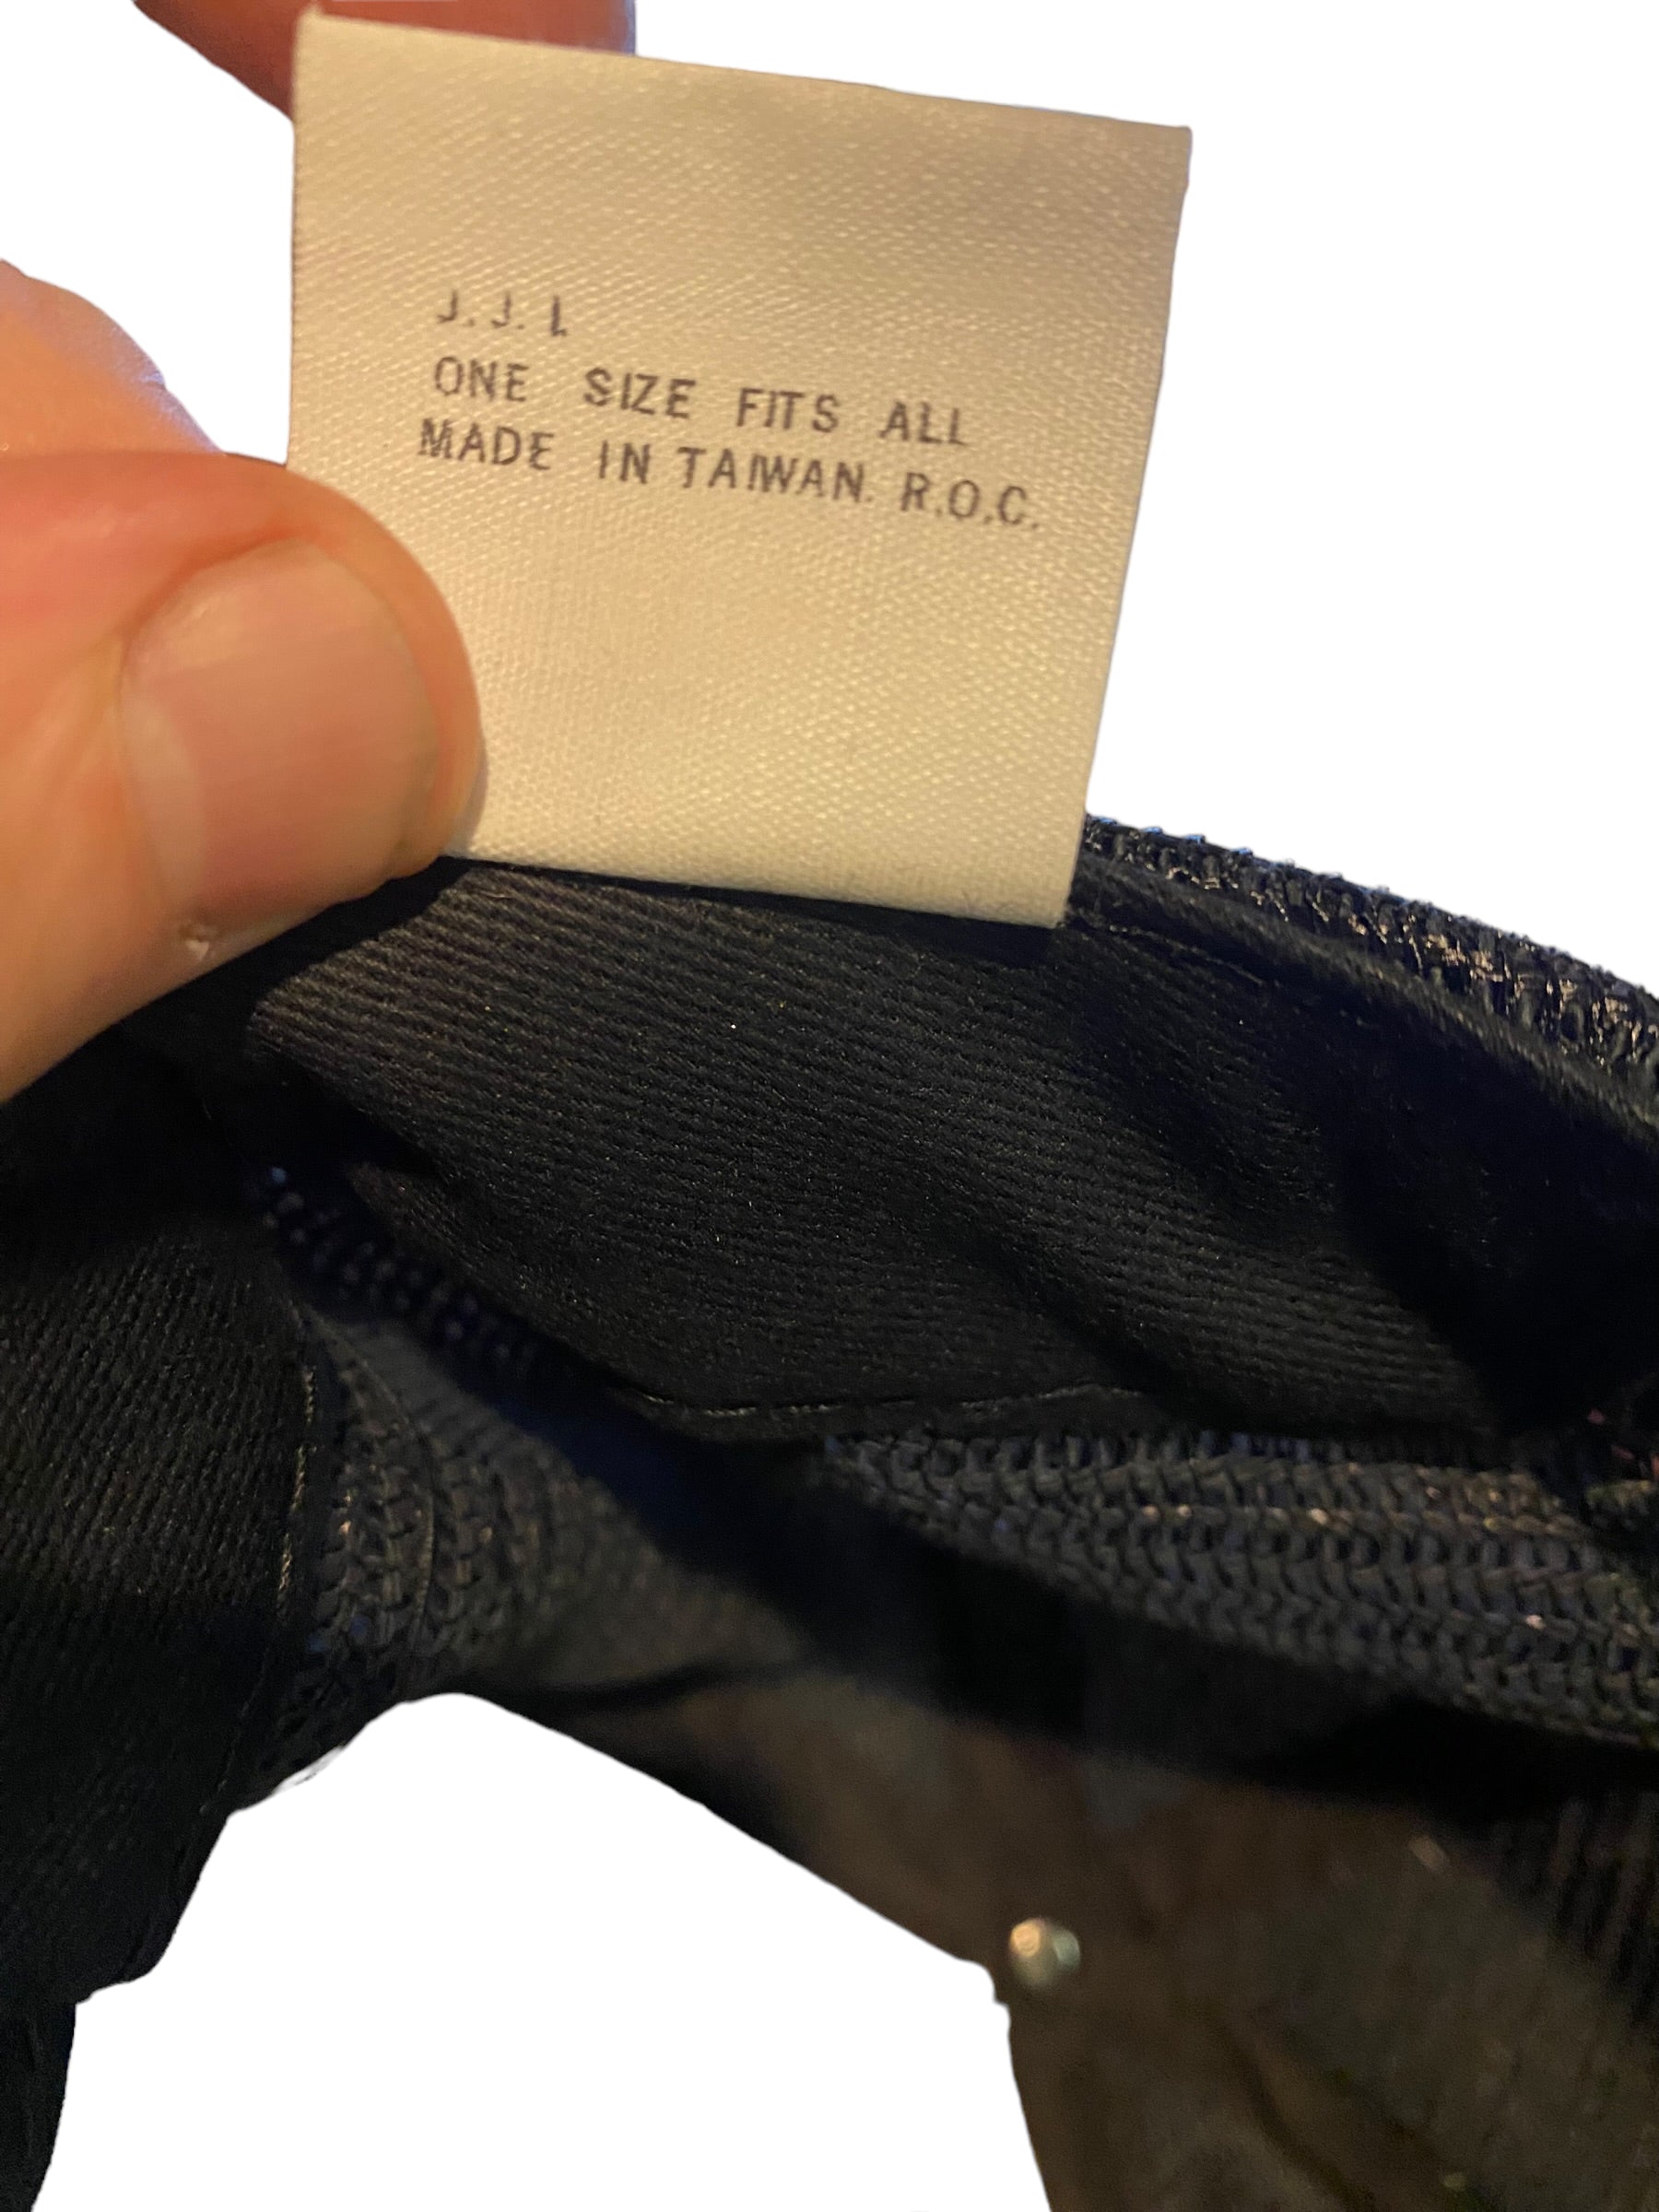 J.J.I.
ONE SIZE FITS ALL
MADE IN TAIWAN. R.O.C.